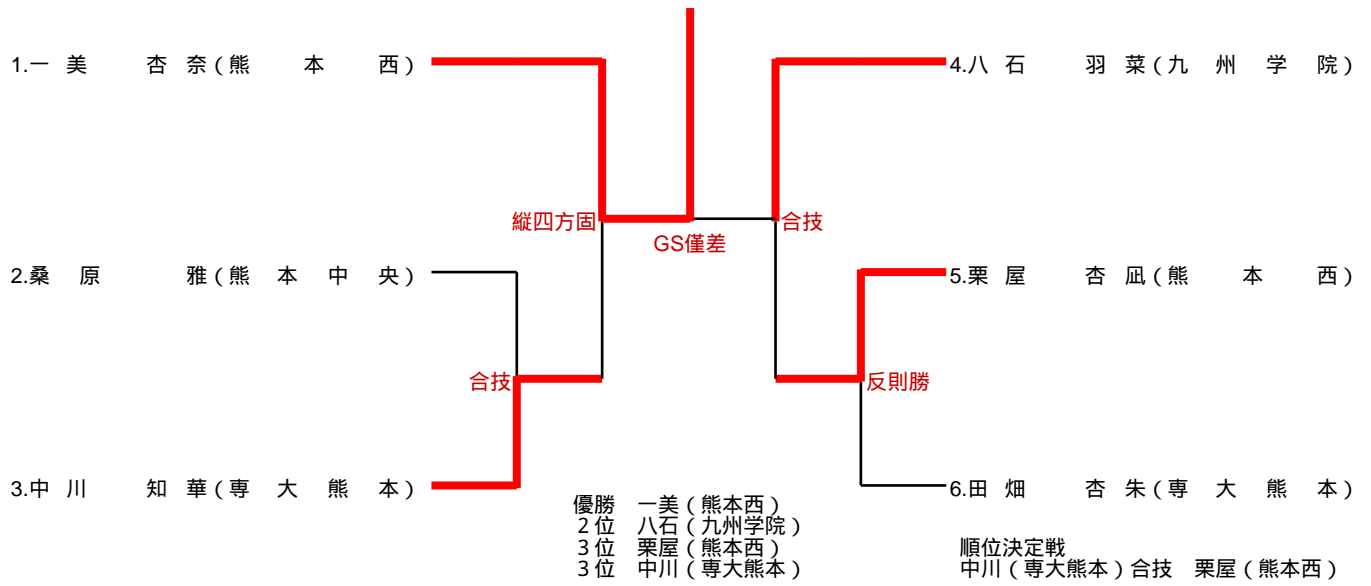 1.一美 杏奈(熊本西)
4.八石 羽菜(九州学院)
縦四方固
合技
GS僅差
2.桑原 雅(熊本中央)
5.栗屋 杏凪(熊本西)
合技
反則勝
3.中川 知華(専大熊本)
6.田畑 杏朱(専大熊本)
優勝 一美(熊本西)
2位 八石(九州学院)
3位 栗屋(熊本西)
3位 中川(専大熊本)
順位決定戦
中川(専大熊本)合技 栗屋(熊本西)